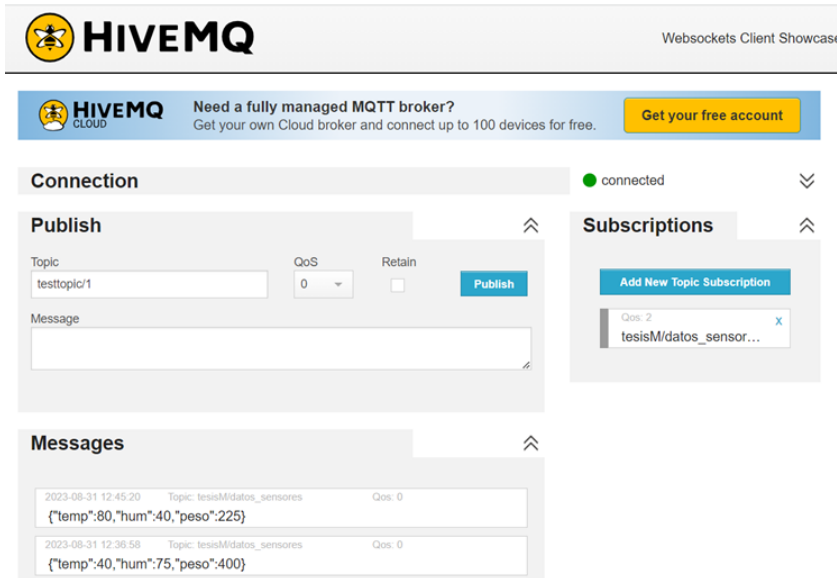 HIVEMQ
Websockets Client Showcase
HIVEMQ
CLOUD
Need a fully managed MQTT broker?
Get your own Cloud broker and connect up to 100 devices for free.
Get your free account
Connection
connected
Publish
Topic
QoS
Retain
testtopic/1
0
Publish
Message
Subscriptions
Add New Topic Subscription
Qos: 2
x
tesisM/datos_sensor...
Messages
2023-08-31 12:45:20 Topic: tesisM/datos_sensores Qos: 0
{"temp":80,"hum":40,"peso":225}
2023-08-31 12:36:58 Topic: tesisM/datos_sensores Qos: 0
{"temp":40,"hum":75,"peso":400}